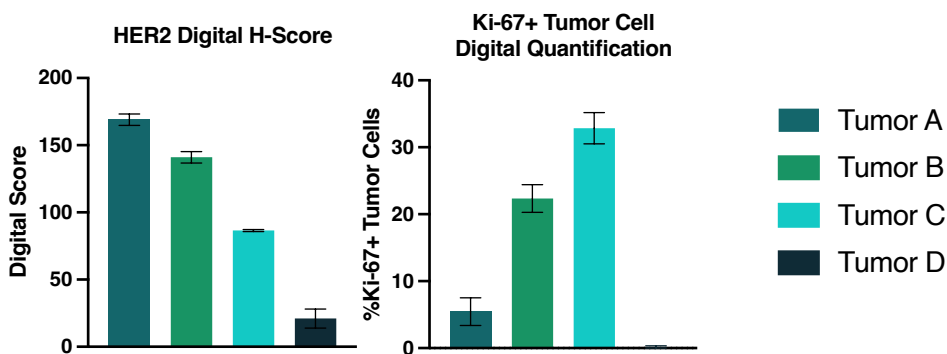 HER2 Digital H-Score
Digital Score
200
150
100
50
0
Ki-67+ Tumor Cell
Digital Quantification
%Ki-67+ Tumor Cells
40
30
20
10
0
Tumor A
Tumor B
Tumor C
Tumor D